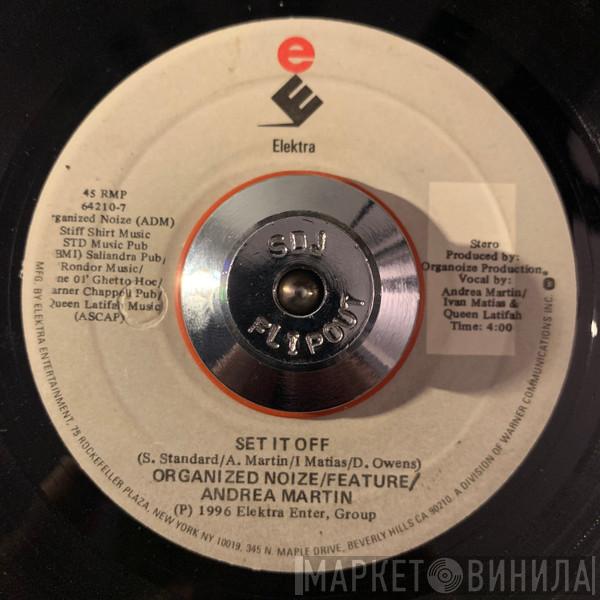 e
Elektra
45 RMP
64210-7
rganized Noize (ADM)
Stiff Shirt Music
STD Music Pub
BMI) Saliandra Pub/
Rondor Music/
ne 01' Ghetto Hoe/
arner Chappell Pub/
Queen Latifah Music
(ASCAP)
Stero
Produced by:
Organoize Production,
Vocal by:
Andrea Martin/
Ivan Matias &
Queen Latifah
Time: 4:00
SDJ
FLIPOUT
SET IT OFF
(S. Standard/A. Martin/I Matias/D. Owens)
ORGANIZED NOIZE/FEATURE/
ANDREA MARTIN
(P) 1996 Elektra Enter, Group
MFG. BY ELEKTRA ENTERTAINMENT, 75 ROCKEFELLER PLAZA, NEW YORK NY 10019, 345 N. MAPLE DRIVE, BEVERLY HILLS CA 90210. A DIVISION OF WARNER COMMUNICATIONS INC. ℗
МАРКЕТ ВИНИЛА